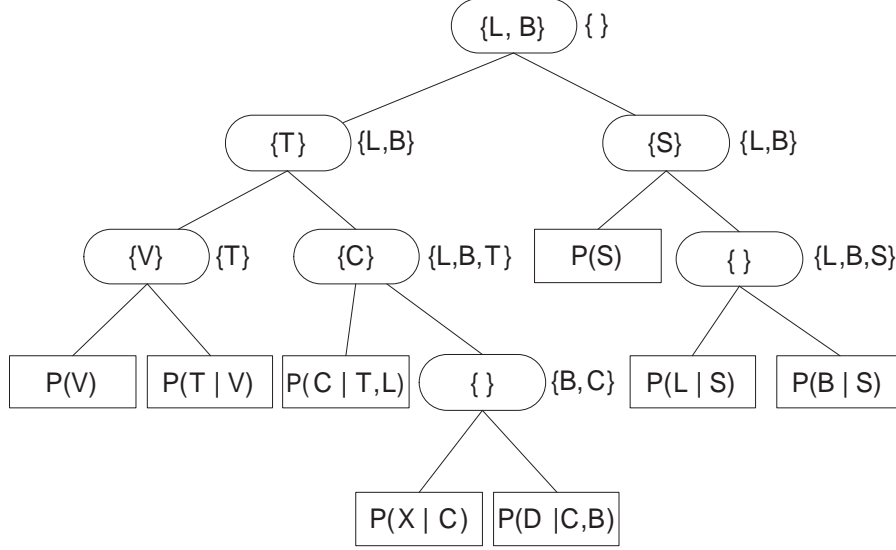 {L, B} { }
{T} {L,B} {S} {L,B}
{V} {T} {C} {L,B,T} P(S) { } {L,B,S}
P(V) P(T | V) P(C | T,L) { } {B,C} P(L | S) P(B | S)
P(X | C) P(D |C,B)